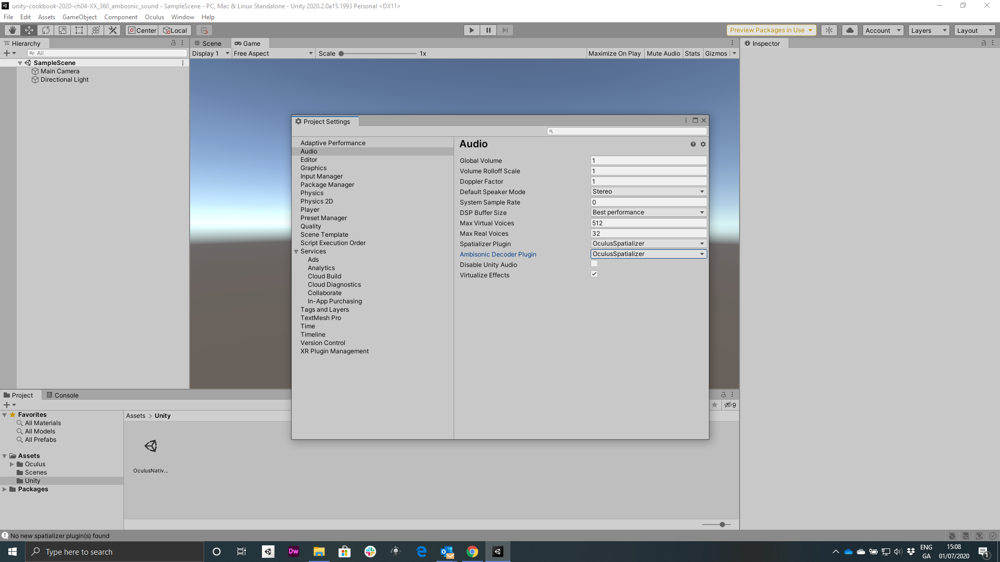 unity-cookbook-2020-ch04-XX_360_ambosnic_sound - SampleScene - PC, Mac & Linux Standalone - Unity 2020.2.0a15.1993 Personal <DX11>
File Edit Assets GameObject Component Oculus Window Help
Center Local Preview Packages in Use Account Layers Layout
Hierarchy
All
SampleScene
Main Camera
Directional Light
Scene Game
Display 1 Free Aspect Scale 1x Maximize On Play Mute Audio Stats Gizmos
Inspector
Project Settings
Adaptive Performance
Audio
Editor
Graphics
Input Manager
Package Manager
Physics
Physics 2D
Player
Preset Manager
Quality
Scene Template
Script Execution Order
Services
Ads
Analytics
Cloud Build
Cloud Diagnostics
Collaborate
In-App Purchasing
Tags and Layers
TextMesh Pro
Time
Timeline
Version Control
XR Plugin Management
Audio
Global Volume 1
Volume Rolloff Scale 1
Doppler Factor 1
Default Speaker Mode Stereo
System Sample Rate 0
DSP Buffer Size Best performance
Max Virtual Voices 512
Max Real Voices 32
Spatializer Plugin OculusSpatializer
Ambisonic Decoder Plugin OculusSpatializer
Disable Unity Audio
Virtualize Effects
Project Console
9
Favorites
All Materials
All Models
All Prefabs
Assets
Oculus
Scenes
Unity
Packages
Assets > Unity
OculusNativ...
No new spatializer plugin(s) found
Type here to search
Dw
ENG
GA
15:08
01/07/2020
1